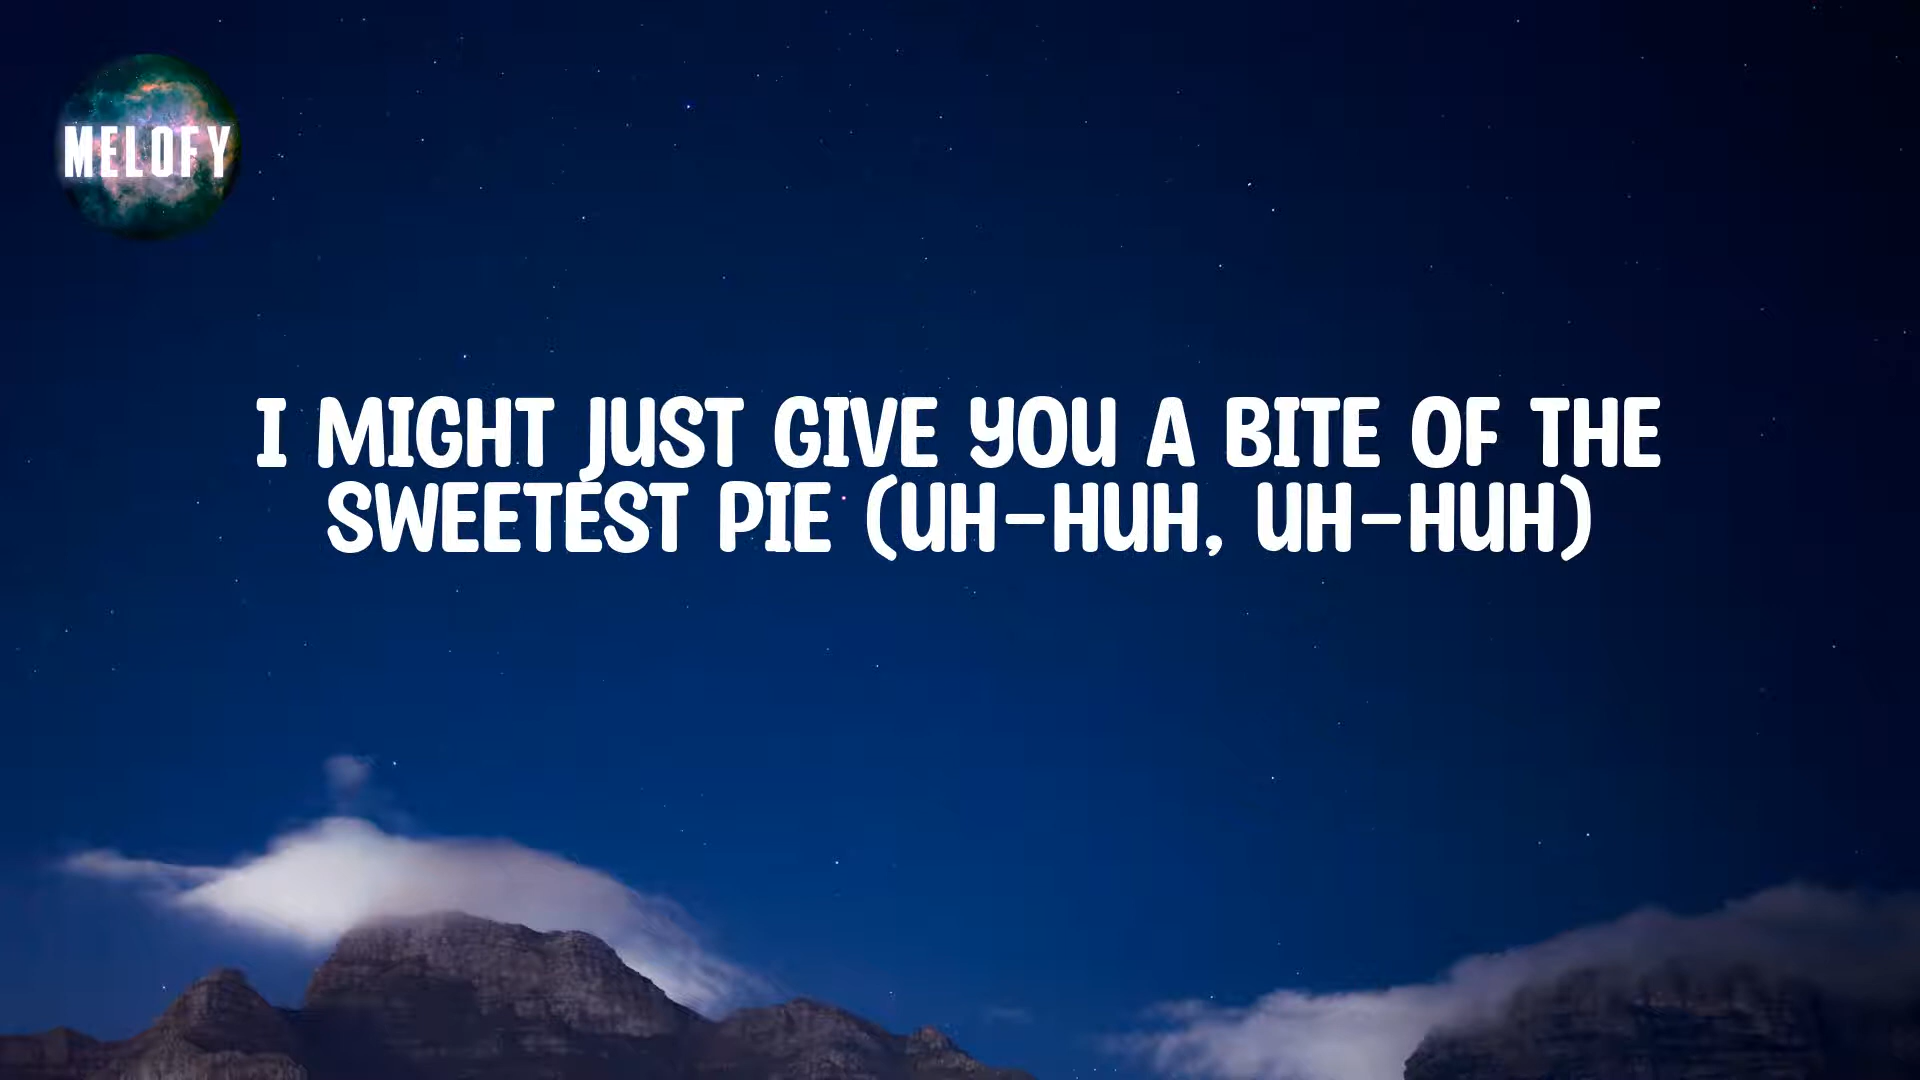 MELOFY
I MIGHT JUST GIVE YOU A BITE OF THE
SWEETEST PIE (UH-HUH, UH-HUH)